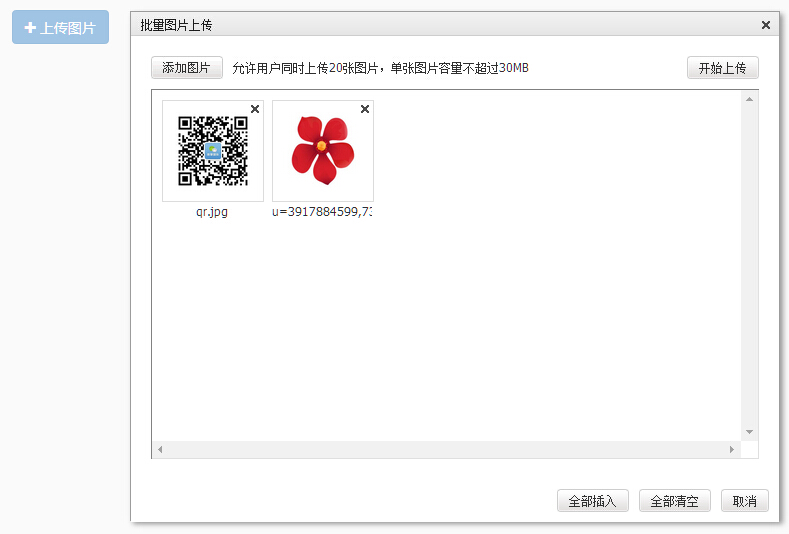 上传图片
批量图片上传
添加图片 允许用户同时上传20张图片，单张图片容量不超过30MB 开始上传
qr.jpg u=3917884599,73
全部插入 全部清空 取消